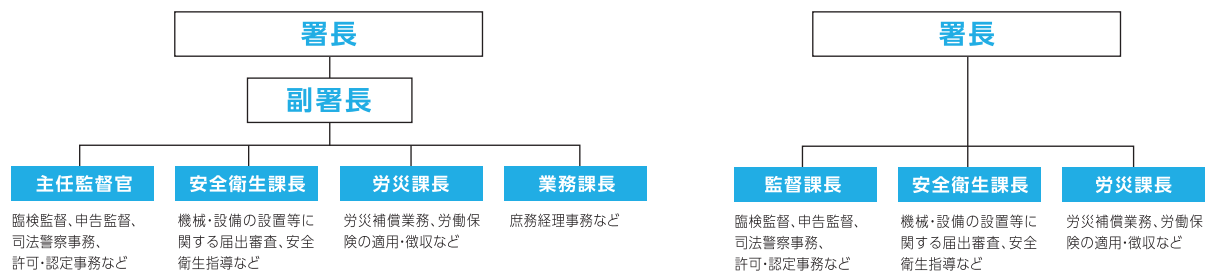 署長
副署長
主任監督官
臨検監督、申告監督、
司法警察事務、
許可・認定事務など
安全衛生課長
機械・設備の設置等に
関する届出審査、安全
衛生指導など
労災課長
労災補償業務、労働保
険の適用・徴収など
業務課長
庶務経理事務など
署長
監督課長
臨検監督、申告監督、
司法警察事務、
許可・認定事務など
安全衛生課長
機械・設備の設置等に
関する届出審査、安全
衛生指導など
労災課長
労災補償業務、労働保
険の適用・徴収など